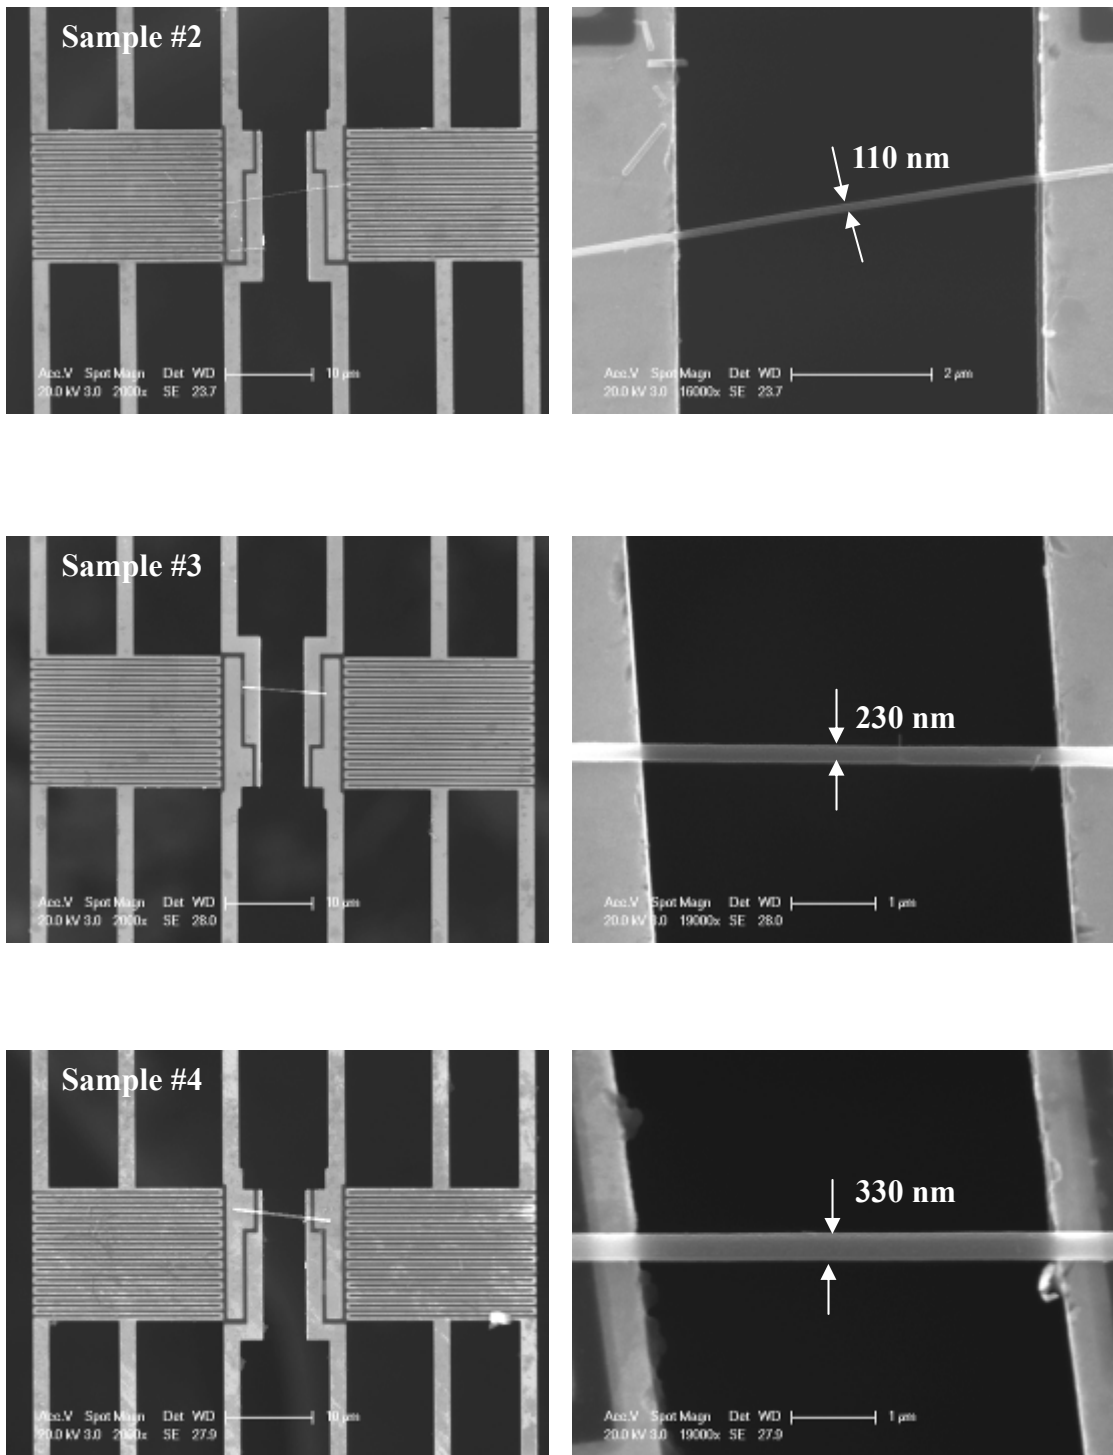 Sample #2
110 nm
Acc.V Spot Magn Det WD 10 µm
20.0 kV 3.0 2000x SE 23.7
Acc.V Spot Magn Det WD 2 µm
20.0 kV 3.0 16000x SE 23.7
Sample #3
230 nm
Acc.V Spot Magn Det WD 10 µm
20.0 kV 3.0 2000x SE 28.0
Acc.V Spot Magn Det WD 1 µm
20.0 kV 3.0 19000x SE 28.0
Sample #4
330 nm
Acc.V Spot Magn Det WD 10 µm
20.0 kV 3.0 2000x SE 27.9
Acc.V Spot Magn Det WD 1 µm
20.0 kV 3.0 19000x SE 27.9